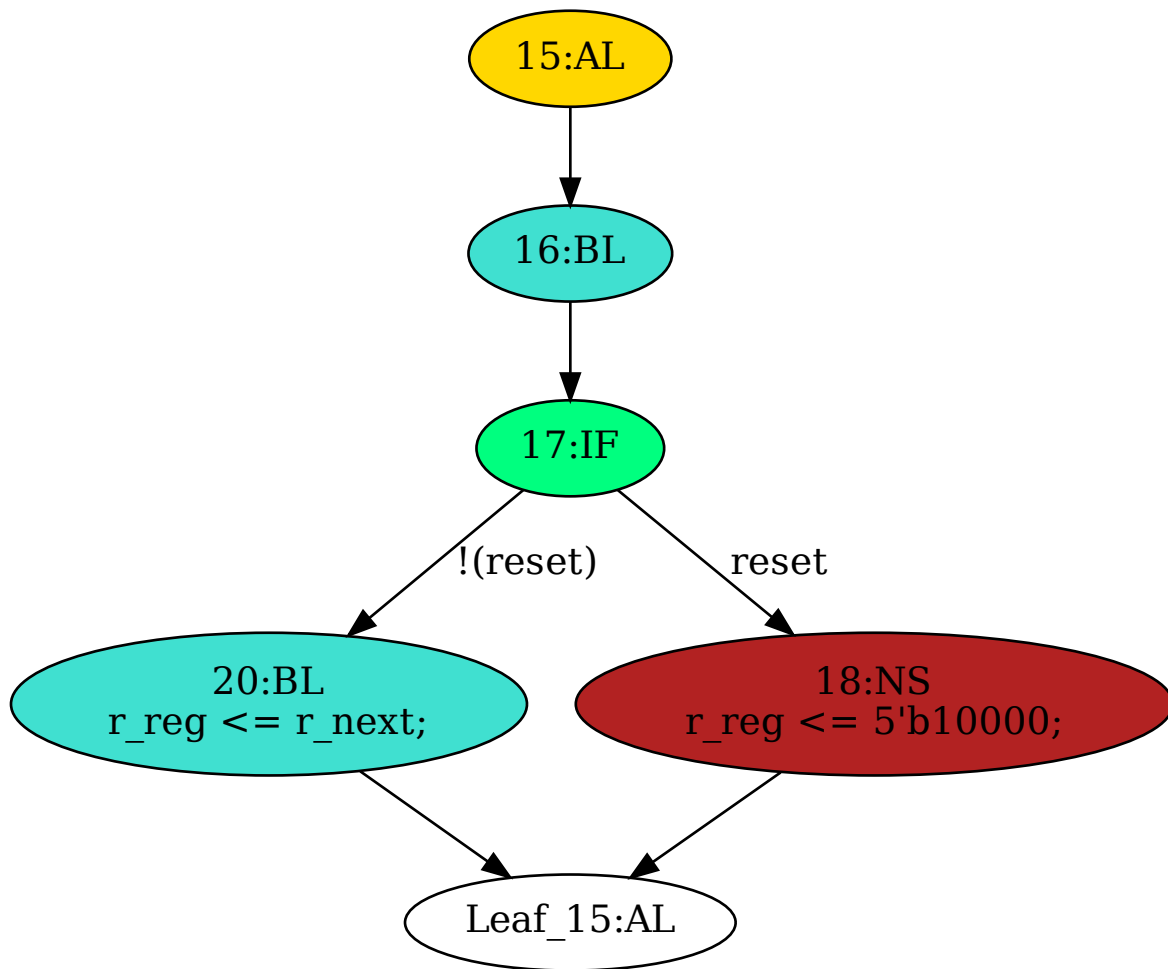 15:AL
16:BL
17:IF
!(reset)
reset
20:BL
r_reg <= r_next;
18:NS
r_reg <= 5'b10000;
Leaf_15:AL